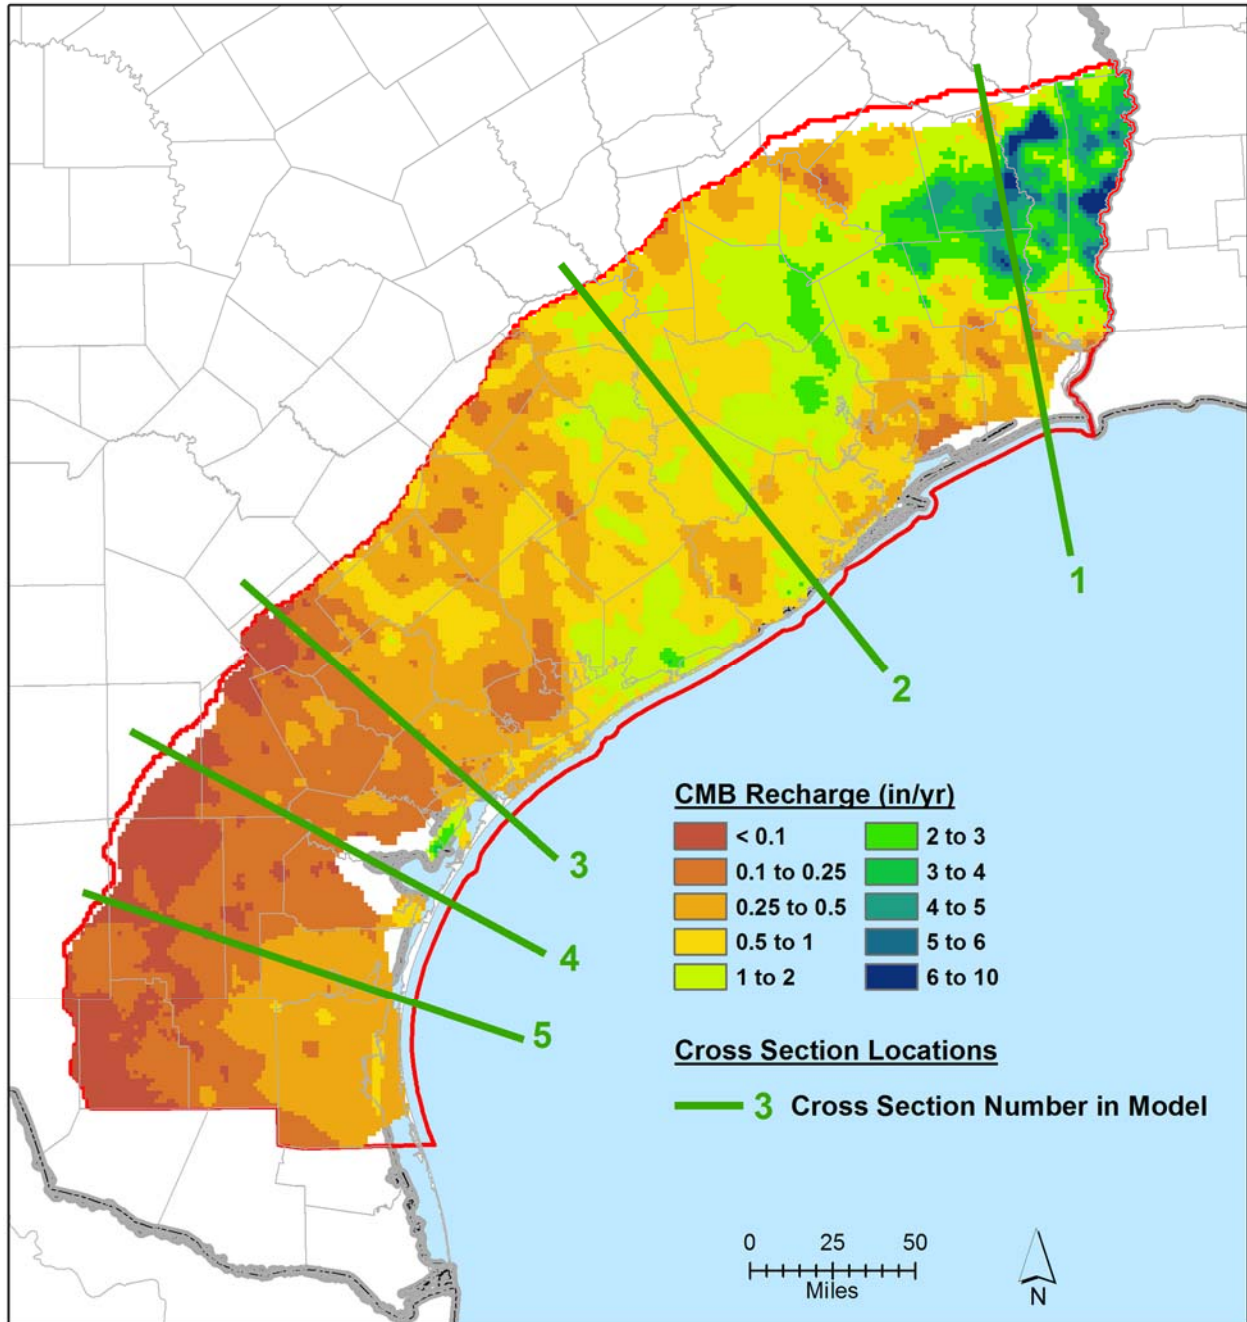 1
2
3
4
5
CMB Recharge (in/yr)
< 0.1
0.1 to 0.25
0.25 to 0.5
0.5 to 1
1 to 2
2 to 3
3 to 4
4 to 5
5 to 6
6 to 10
Cross Section Locations
3 Cross Section Number in Model
0 25 50
Miles
N